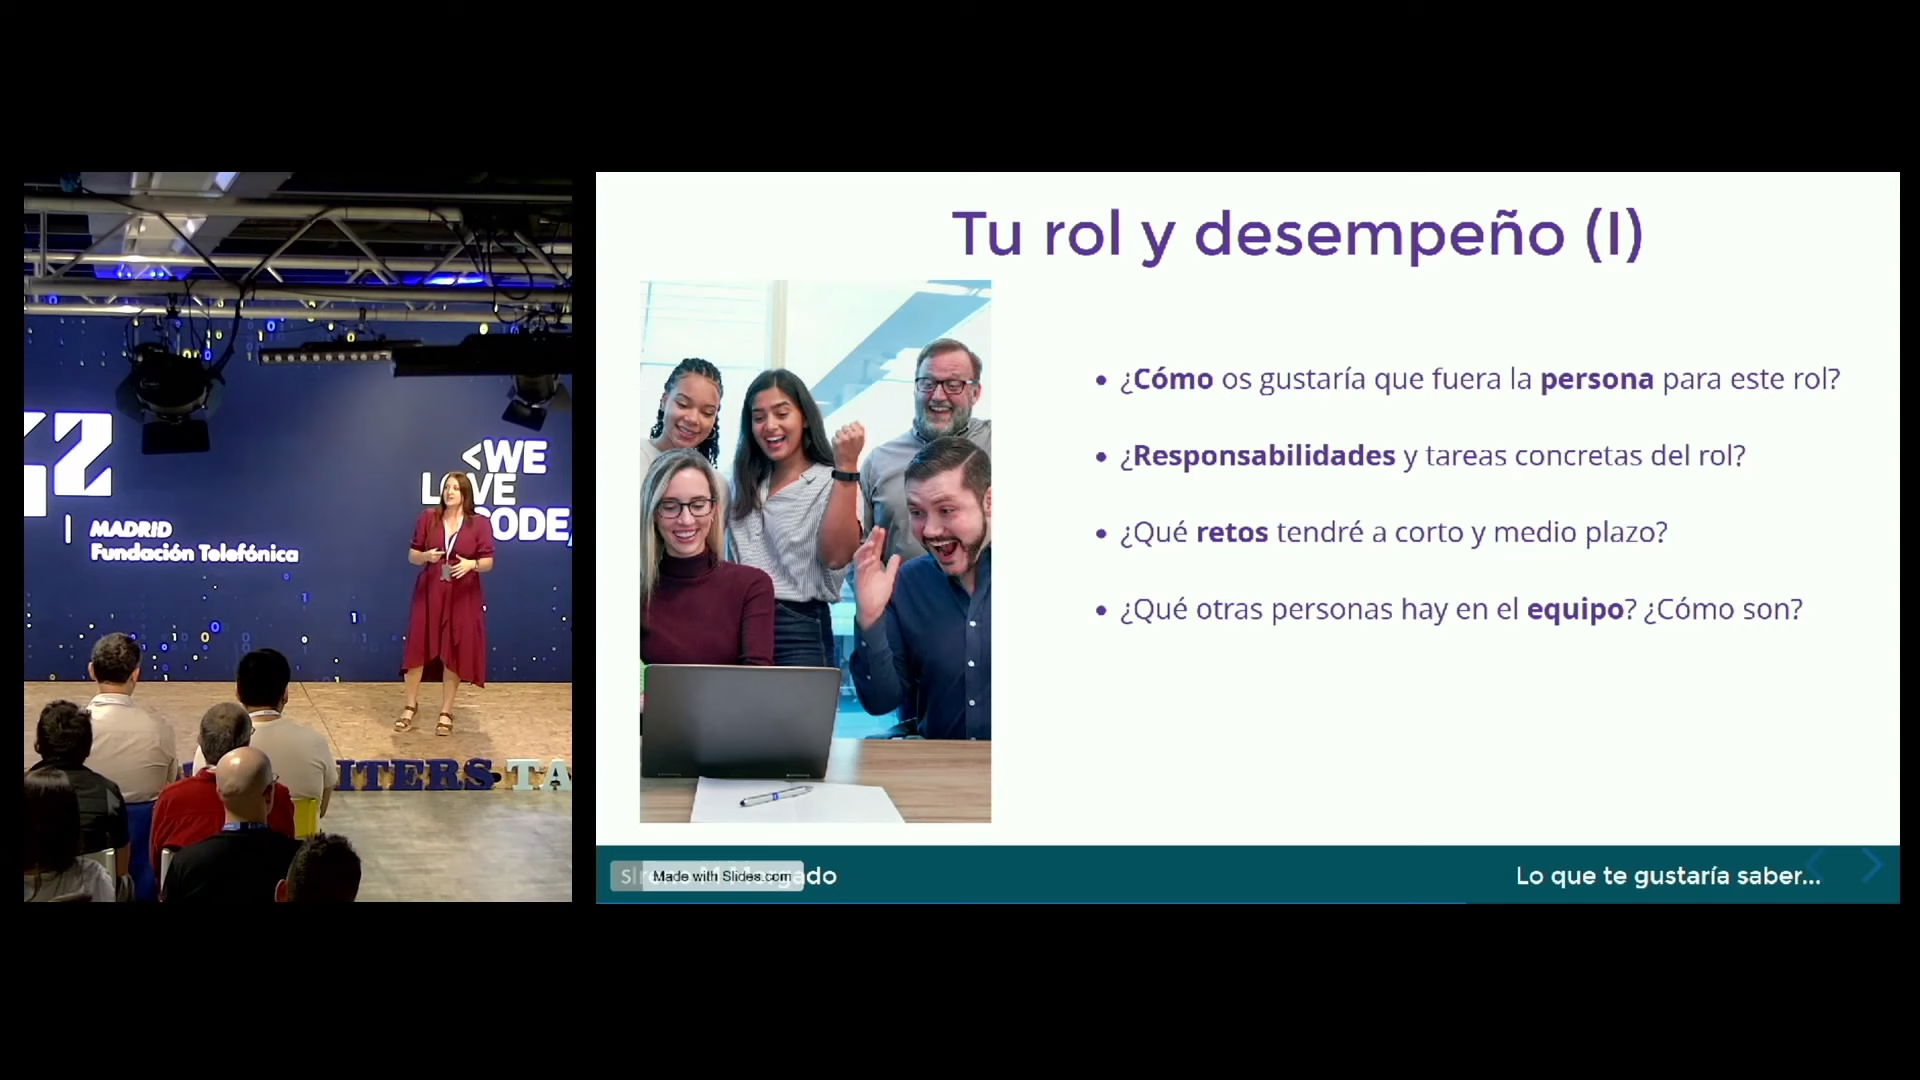 42
MADRID
Fundación Telefónica
<WE
LOVE
CODE
ITERS
TA
Tu rol y desempeño (I)
¿Cómo os gustaría que fuera la persona para este rol?
¿Responsabilidades y tareas concretas del rol?
¿Qué retos tendré a corto y medio plazo?
¿Qué otras personas hay en el equipo? ¿Cómo son?
Made with Slides.com
Lo que te gustaría saber...